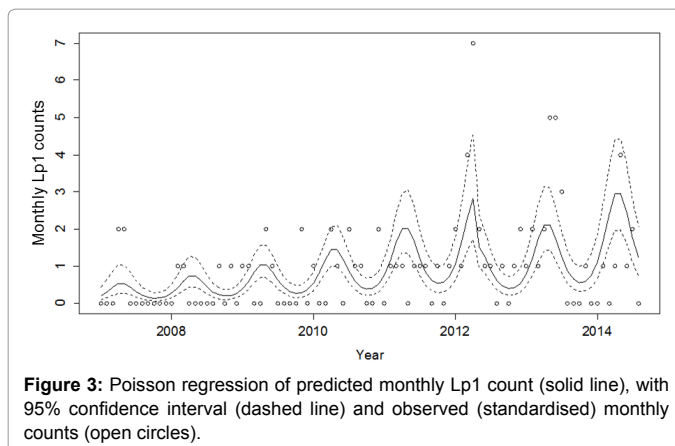 7
6
5
4
3
2
1
0
Monthly Lp1 counts
2008 2010 2012 2014
Year
Figure 3: Poisson regression of predicted monthly Lp1 count (solid line), with
95% confidence interval (dashed line) and observed (standardised) monthly
counts (open circles).